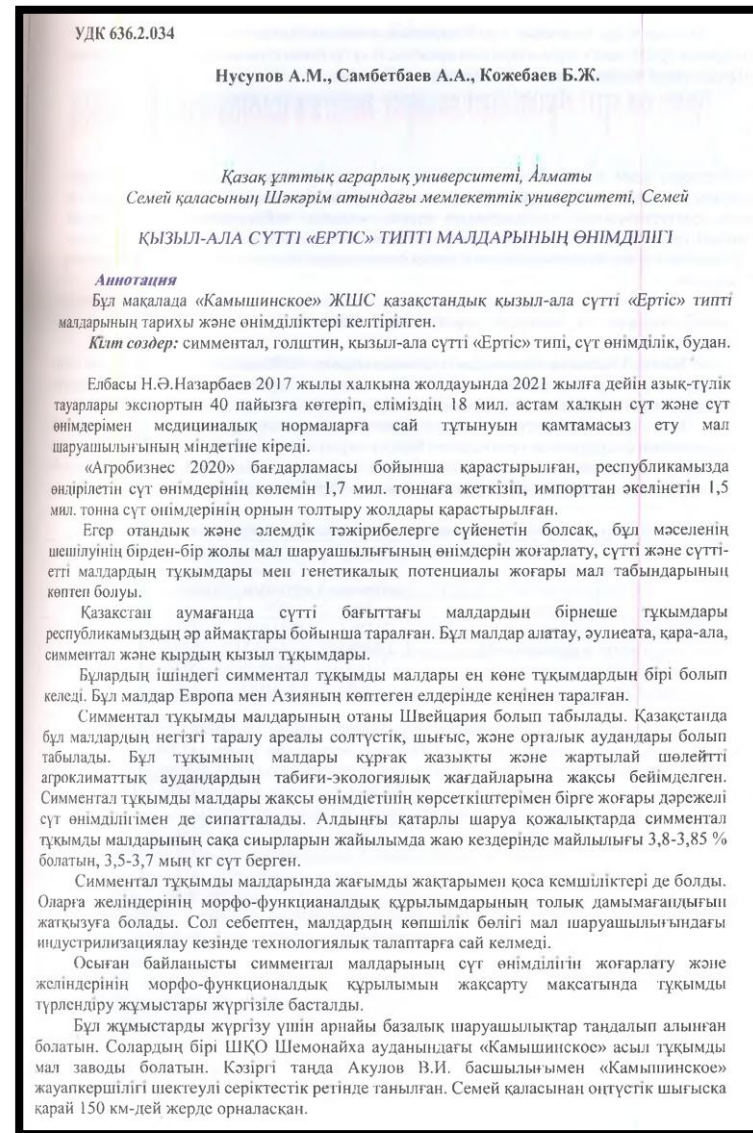 УДК 636.2.034
Нусупов А.М., Самбетбаев А.А., Кожебаев Б.Ж.
Қазақ ұлттық аграрлық университеті, Алматы
Семей қаласының Шәкәрім атындағы мемлекеттік университеті, Семей
ҚЫЗЫЛ-АЛА СҮТТІ «ЕРТІС» ТИПТІ МАЛДАРЫНЫҢ ӨНІМДІЛІГІ
Аннотация
Бұл мақалада «Камышинское» ЖШС қазақстандық қызыл-ала сүтті «Ертіс» типті
малдарының тарихы және өнімділіктері келтірілген.
Кілт сөздер: симментал, голштин, қызыл-ала сүтті «Ертіс» типі, сүт өнімділік, будан.
Елбасы Н.Ә.Назарбаев 2017 жылы халкына жолдауында 2021 жылға дейін азық-түлік
тауарлары экспортын 40 пайызға көтеріп, еліміздің 18 мил. астам халқын сүт және сүт
өнімдерімен медициналық нормаларға сай тұтынуын қамтамасыз ету мал
шаруашылығының міндетіне кіреді.
«Агробизнес 2020» бағдарламасы бойынша қарастырылған, республикамызда
өндірілетін сүт өнімдерінің көлемін 1,7 мил. тоннаға жеткізіп, импорттан әкелінетін 1,5
мил. тонна сүт өнімдерінің орнын толтыру жолдары қарастырылған.
Егер отандық және әлемдік тәжірибелерге сүйенетін болсақ, бұл мәселенің
шешілуінің бірден-бір жолы мал шаруашылығының өнімдерін жоғарлату, сүтті және сүтті-
етті малдардың тұқымдары мен генетикалық потенциалы жоғары мал табындарының
көптеп болуы.
Қазакстан аумағанда сүтті бағыттағы малдардың бірнеше тұқымдары
республикамыздың әр аймақтары бойынша таралған. Бұл малдар алатау, әулиеата, қара-ала,
симментал және қырдың қызыл тұқымдары.
Бұлардың ішіндегі симментал тұқымды малдары ең көне тұқымдардың бірі болып
келеді. Бұл малдар Европа мен Азияның көптеген елдерінде кеңінен таралған.
Симментал тұқымды малдарының отаны Швейцария болып табылады. Қазақстанда
бұл малдардың негізгі таралу ареалы солтүстік, шығыс, және орталық аудандары болып
табылады. Бұл тұкымның малдары құрғақ жазықты және жартылай шөлейтті
агроклиматтық аудандардың табиғи-экологиялық жағдайларына жақсы бейімделген.
Симментал тұқымды малдары жақсы өнімдіетінің көрсеткіштерімен бірге жоғары дәрежелі
сүт өнімділігімен де сипатталады. Алдыңғы қатарлы шаруа қожалықтарда симментал
тұқымды малдарының сақа сиырларын жайылымда жаю кездерінде майлылығы 3,8-3,85 %
болатын, 3,5-3,7 мың кг сүт берген.
Симментал тұқымды малдарында жағымды жақтарымен қоса кемшіліктері де болды.
Оларға желіндерінің морфо-функцианалдық құрылымдарының толық дамымағандығын
жатқызуға болады. Сол себептен, малдардың көпшілік бөлігі мал шаруашылығындағы
индустрилизациялау кезінде технологиялық талаптарға сай келмеді.
Осыған байланысты симментал малдарының сүт өнімділігін жоғарлату және
желіндерінің морфо-функционалдық құрылымын жақсарту мақсатында тұқымды
түрлендіру жұмыстары жүргізіле басталды.
Бұл жұмыстарды жүргізу үшін арнайы базалық шаруашылықтар таңдалып алынған
болатын. Солардың бірі ШҚО Шемонайха ауданындағы «Камышинское» асыл тұқымды
мал заводы болатын. Кәзіргі таңда Акулов В.И. басшылығымен «Камышинское»
жауапкершілігі шектеулі серіктестік ретінде танылған. Семей қаласынан оңтүстік шығысқа
қарай 150 км-дей жерде орналасқан.